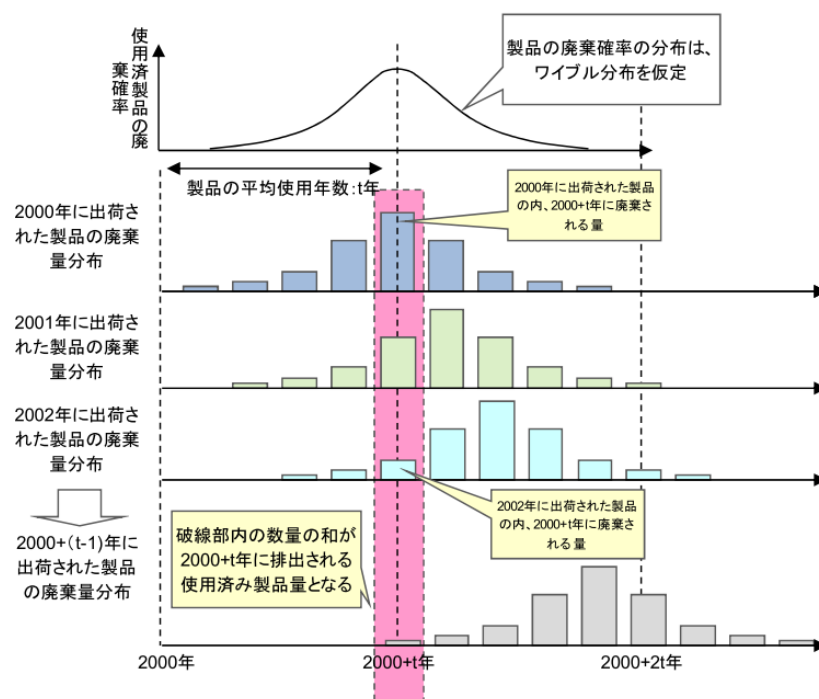 使用済製品の廃
棄確率
製品の廃棄確率の分布は、
ワイブル分布を仮定
製品の平均使用年数:t年
2000年に出荷さ
れた製品の廃棄
量分布
2000年に出荷された製品
の内、2000+t年に廃棄さ
れる量
2001年に出荷さ
れた製品の廃棄
量分布
2002年に出荷さ
れた製品の廃棄
量分布
2002年に出荷された製品
の内、2000+t年に廃棄さ
れる量
2000+(t-1)年に
出荷された製品
の廃棄量分布
破線部内の数量の和が
2000+t年に排出される
使用済み製品量となる
2000年
2000+t年
2000+2t年